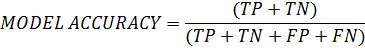 MODEL ACCURACY = (TP + TN) / (TP + TN + FP + FN)